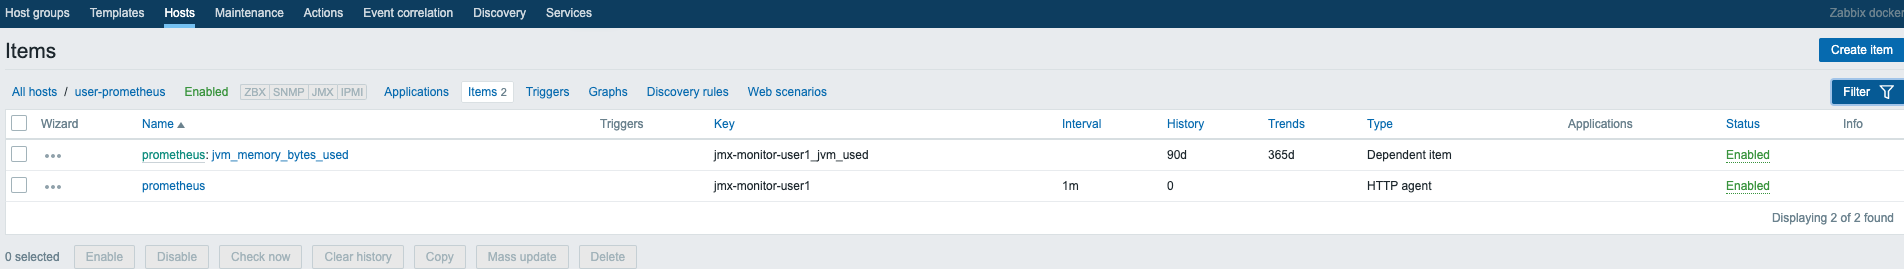 Host groups Templates Hosts Maintenance Actions Event correlation Discovery Services Zabbix docker
Items Create item
All hosts / user-prometheus Enabled ZBX SNMP JMX IPMI Applications Items 2 Triggers Graphs Discovery rules Web scenarios Filter
Wizard Name Triggers Key Interval History Trends Type Applications Status Info
••• prometheus: jvm_memory_bytes_used jmx-monitor-user1_jvm_used 90d 365d Dependent item Enabled
••• prometheus jmx-monitor-user1 1m 0 HTTP agent Enabled
Displaying 2 of 2 found
0 selected Enable Disable Check now Clear history Copy Mass update Delete